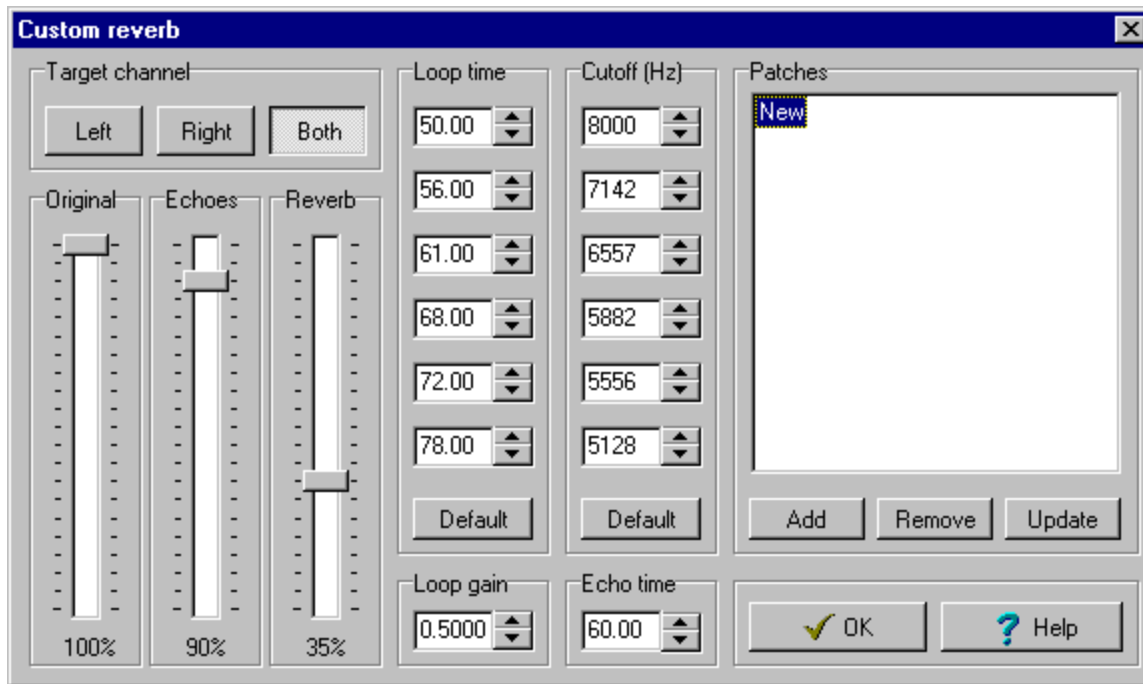 Custom reverb
Target channel
Left Right Both
Original Echoes Reverb
100% 90% 35%
Loop time
50.00
56.00
61.00
68.00
72.00
78.00
Default
Cutoff (Hz)
8000
7142
6557
5882
5556
5128
Default
Loop gain
0.5000
Echo time
60.00
Patches
New
Add Remove Update
OK ? Help